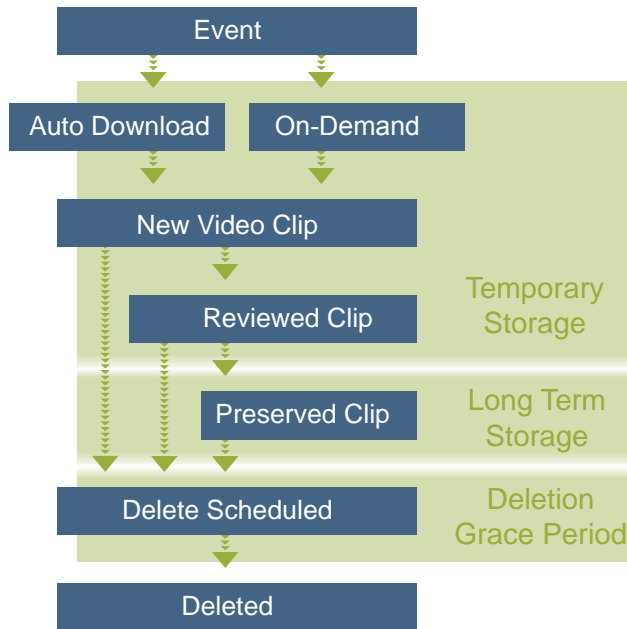 Event
Auto Download
On-Demand
New Video Clip
Reviewed Clip
Temporary
Storage
Preserved Clip
Long Term
Storage
Delete Scheduled
Deletion
Grace Period
Deleted